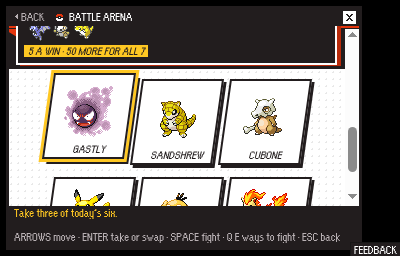 BACK
BATTLE ARENA
5 A WIN · 50 MORE FOR ALL 7
GASTLY
SANDSHREW
CUBONE
Take three of today's six.
ARROWS move · ENTER take or swap · SPACE fight · Q E ways to fight · ESC back
FEEDBACK